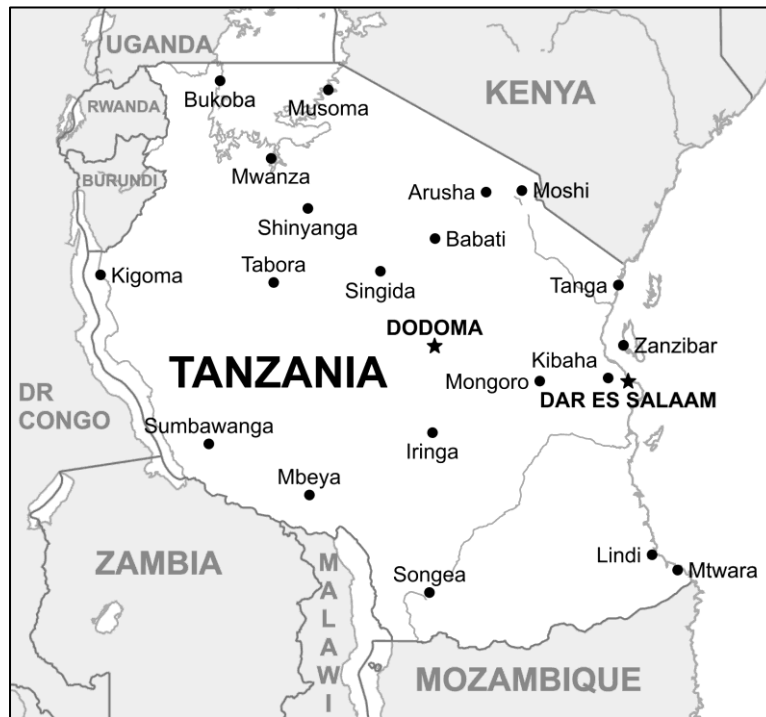 UGANDA
Bukoba
Musoma
KENYA
RWANDA
BURUNDI
Mwanza
Arusha
Moshi
Shinyanga
Babati
Kigoma
Tabora
Singida
Tanga
DODOMA
Zanzibar
TANZANIA
Kibaha
Mongoro
DAR ES SALAAM
DR
CONGO
Sumbawanga
Iringa
Mbeya
ZAMBIA
MALAWI
Songea
Lindi
Mtwara
MOZAMBIQUE